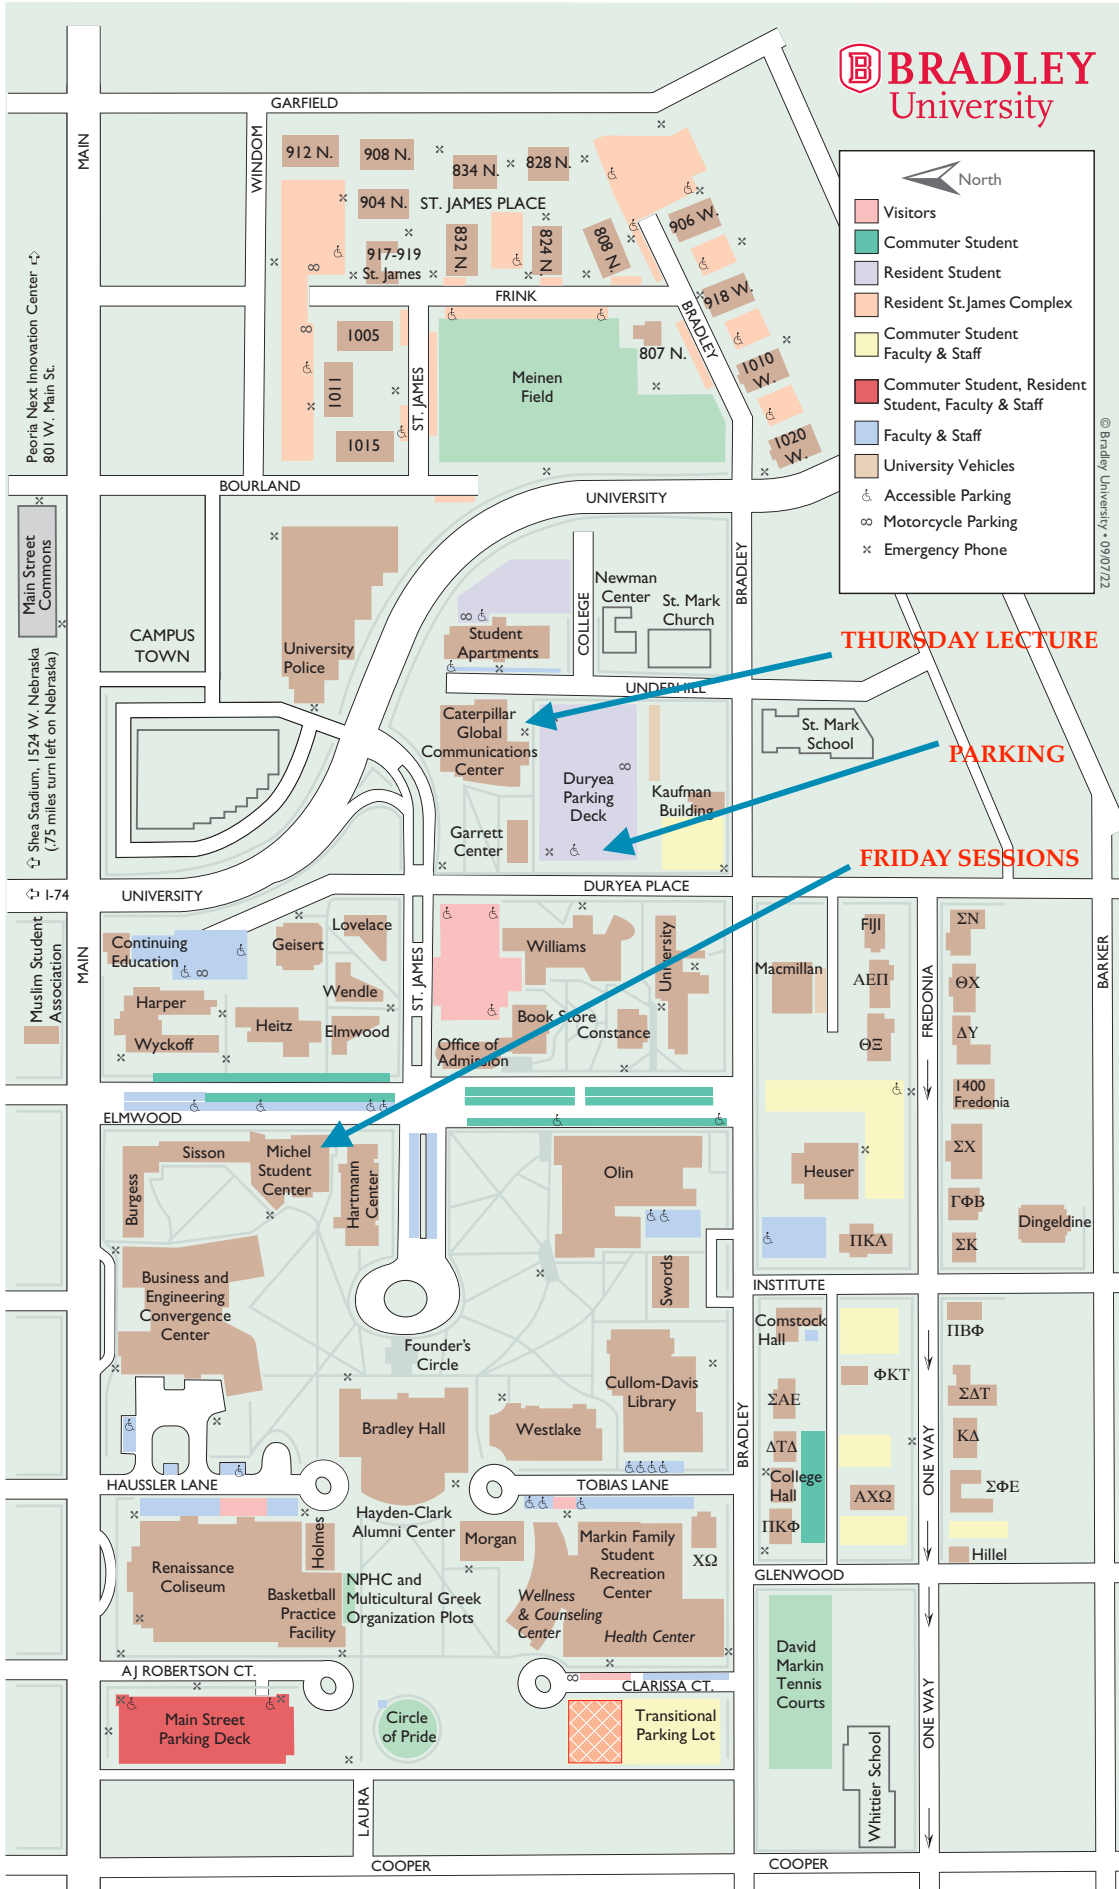 BRADLEY
University
North
Visitors
Commuter Student
Resident Student
Resident St.James Complex
Commuter Student
Faculty & Staff
Commuter Student, Resident
Student, Faculty & Staff
Faculty & Staff
University Vehicles
Accessible Parking
Motorcycle Parking
Emergency Phone
© Bradley University • 09/07/22
GARFIELD
MAIN
WINDOM
912 N.
908 N.
834 N.
828 N.
904 N.
ST. JAMES PLACE
906 W.
917-919
St. James
832 N.
824 N.
808 N.
918 W.
FRINK
BRADLEY
1005
807 N.
1010
W.
1011
ST. JAMES
Meinen
Field
1015
1020
W.
Peoria Next Innovation Center
801 W. Main St.
BOURLAND
UNIVERSITY
Main Street
Commons
CAMPUS
TOWN
University
Police
Student
Apartments
COLLEGE
Newman
Center
St. Mark
Church
BRADLEY
THURSDAY LECTURE
UNDERHILL
Shea Stadium, 1524 W. Nebraska
(.75 miles turn left on Nebraska)
Caterpillar
Global
Communications
Center
Duryea
Parking
Deck
Kaufman
Building
St. Mark
School
PARKING
Garrett
Center
FRIDAY SESSIONS
I-74
UNIVERSITY
DURYEA PLACE
Muslim Student
Association
MAIN
Continuing
Education
Geisert
Lovelace
ST. JAMES
Williams
University
Macmillan
FIJI
ΣΝ
FREDONIA
BARKER
Harper
Wendle
ΑΕΠ
ΘΧ
Wyckoff
Heitz
Elmwood
Book Store
Constance
Office of
Admission
ΘΞ
ΔΥ
1400
Fredonia
ELMWOOD
Burgess
Sisson
Michel
Student
Center
Hartmann
Center
Olin
Heuser
ΣΧ
ΓΦΒ
Dingeldine
ΠΚΑ
ΣΚ
Business and
Engineering
Convergence
Center
Swords
INSTITUTE
Founder's
Circle
Comstock
Hall
ΠΒΦ
ΦΚΤ
Cullom-Davis
Library
ΣΑΕ
ΣΔΤ
Bradley Hall
Westlake
BRADLEY
ΔΤΔ
ΚΔ
ONE WAY
College
Hall
ΑΧΩ
ΣΦΕ
HAUSSLER LANE
TOBIAS LANE
Hayden-Clark
Alumni Center
ΠΚΦ
Holmes
Morgan
Markin Family
Student
Recreation
Center
ΧΩ
Hillel
Renaissance
Coliseum
GLENWOOD
Basketball
Practice
Facility
NPHC and
Multicultural Greek
Organization Plots
Wellness
& Counseling
Center
Health Center
AJ ROBERTSON CT.
CLARISSA CT.
David
Markin
Tennis
Courts
ONE WAY
Main Street
Parking Deck
Circle
of Pride
Transitional
Parking Lot
Whittier School
LAURA
COOPER
COOPER